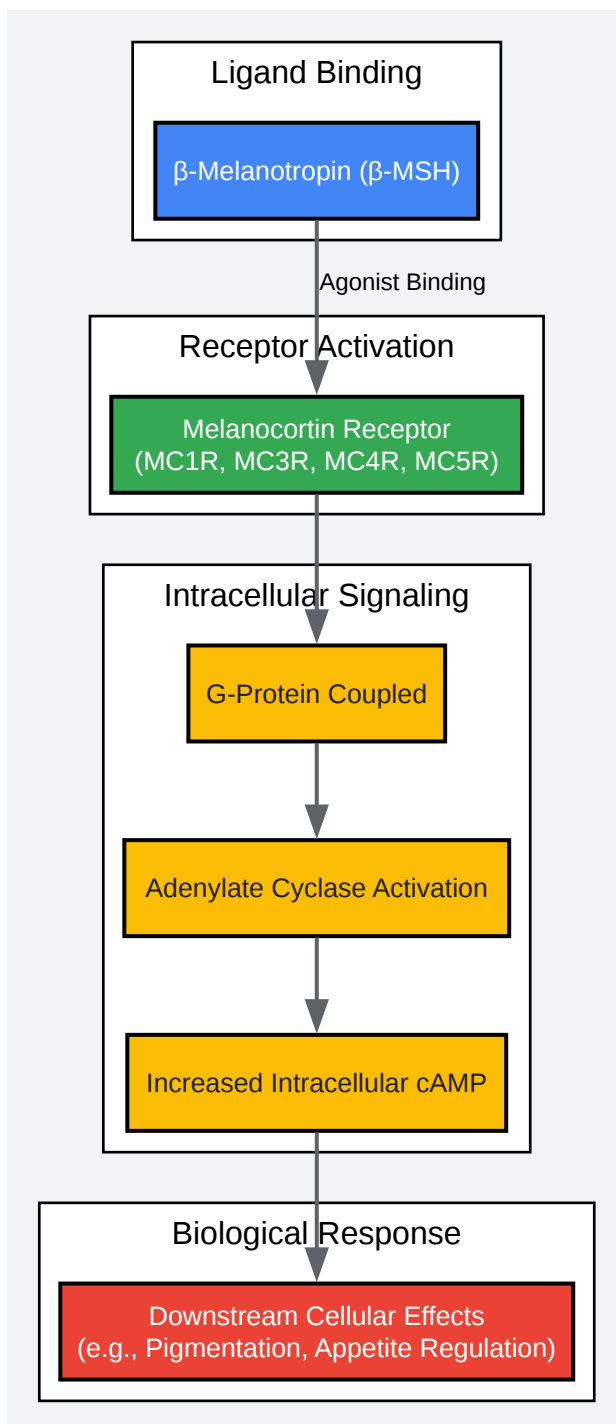 Ligand Binding
β-Melanotropin (β-MSH)
Agonist Binding
Receptor Activation
Melanocortin Receptor
(MC1R, MC3R, MC4R, MC5R)
Intracellular Signaling
G-Protein Coupled
Adenylate Cyclase Activation
Increased Intracellular cAMP
Biological Response
Downstream Cellular Effects
(e.g., Pigmentation, Appetite Regulation)